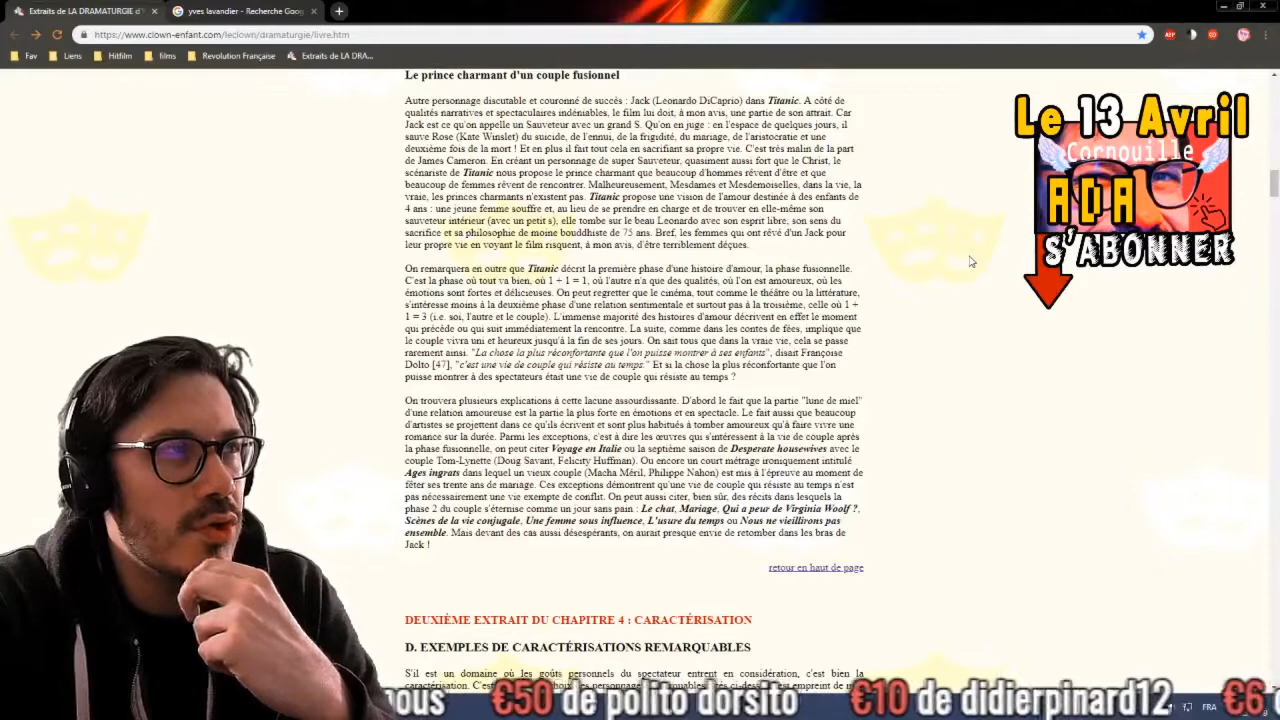 Extraits de LA DRAMATURGIE d'
yves lavandier - Recherche Goog
https://www.clown-enfant.com/leclown/dramaturgie/livre.htm
Fav
Liens
Hitfilm
films
Revolution Française
Extraits de LA DRA...
Le prince charmant d'un couple fusionnel
Autre personnage discutable et couronné de succès : Jack (Leonardo DiCaprio) dans Titanic. A côté de
qualités narratives et spectaculaires indéniables, le film lui doit, à mon avis, une partie de son attrait. Car
Jack est ce qu'on appelle un Sauveteur avec un grand S. Qu'on en juge : en l'espace de quelques jours, il
sauve Rose (Kate Winslet) du suicide, de l'ennui, de la frigidité, du mariage, de l'aristocratie et une
deuxième fois de la mort ! Et en plus il fait tout cela en sacrifiant sa propre vie. C'est très malin de la part
de James Cameron. En créant un personnage de super Sauveteur, quasiment aussi fort que le Christ, le
scénariste de Titanic nous propose le prince charmant que beaucoup d'hommes rêvent d'être et que
beaucoup de femmes rêvent de rencontrer. Malheureusement, Mesdames et Mesdemoiselles, dans la vie, la
vraie, les princes charmants n'existent pas. Titanic propose une vision de l'amour destinée à des enfants de
4 ans : une jeune femme souffre et, au lieu de se prendre en charge et de trouver en elle-même son
sauveteur intérieur (avec un petit s), elle tombe sur le beau Leonardo avec son esprit libre, son sens du
sacrifice et sa philosophie de moine bouddhiste de 75 ans. Bref, les femmes qui ont rêvé d'un Jack pour
leur propre vie en voyant le film risquent, à mon avis, d'être terriblement déçues.
On remarquera en outre que Titanic décrit la première phase d'une histoire d'amour, la phase fusionnelle.
C'est la phase où tout va bien, où 1 + 1 = 1, où l'autre n'a que des qualités, où l'on est amoureux, où les
émotions sont fortes et délicieuses. On peut regretter que le cinéma, tout comme le théâtre ou la littérature,
s'intéresse moins à la deuxième phase d'une relation sentimentale et surtout pas à la troisième, celle où 1 +
1 = 3 (i.e. soi, l'autre et le couple). L'immense majorité des histoires d'amour décrivent en effet le moment
qui précède ou qui suit immédiatement la rencontre. La suite, comme dans les contes de fées, implique que
le couple vivra uni et heureux jusqu'à la fin de ses jours. On sait tous que dans la vraie vie, cela se passe
rarement ainsi. "La chose la plus réconfortante que l'on puisse montrer à ses enfants", disait Françoise
Dolto [47], "c'est une vie de couple qui résiste au temps." Et si la chose la plus réconfortante que l'on
puisse montrer à des spectateurs était une vie de couple qui résiste au temps ?
On trouvera plusieurs explications à cette lacune assourdissante. D'abord le fait que la partie "lune de miel"
d'une relation amoureuse est la partie la plus forte en émotions et en spectacle. Le fait aussi que beaucoup
d'artistes se projettent dans ce qu'ils écrivent et sont plus habitués à tomber amoureux qu'à faire vivre une
romance sur la durée. Parmi les exceptions, c'est à dire les œuvres qui s'intéressent à la vie de couple après
la phase fusionnelle, on peut citer Voyage en Italie ou la septième saison de Desperate housewives avec le
couple Tom-Lynette (Doug Savant, Felicity Huffman). Ou encore un court métrage ironiquement intitulé
Ages ingrats dans lequel un vieux couple (Macha Méril, Philippe Nahon) est mis à l'épreuve au moment de
fêter ses trente ans de mariage. Ces exceptions démontrent qu'une vie de couple qui résiste au temps n'est
pas nécessairement une vie exempte de conflit. On peut aussi citer, bien sûr, des récits dans lesquels la
phase 2 du couple s'éternise comme un jour sans pain : Le chat, Mariage, Qui a peur de Virginia Woolf ?,
Scènes de la vie conjugale, Une femme sous influence, L'usure du temps ou Nous ne vieillirons pas
ensemble. Mais devant des cas aussi désespérants, on aurait presque envie de retomber dans les bras de
Jack !
retour en haut de page
DEUXIÈME EXTRAIT DU CHAPITRE 4 : CARACTÉRISATION
D. EXEMPLES DE CARACTÉRISATIONS REMARQUABLES
S'il est un domaine où les goûts personnels du spectateur entrent en considération, c'est bien la
caractérisation.
Le 13 Avril
Cornouille
ADA
S'ABONNER
nous €50 de polito dorsito €10 de didierpinard12 €6
FRA